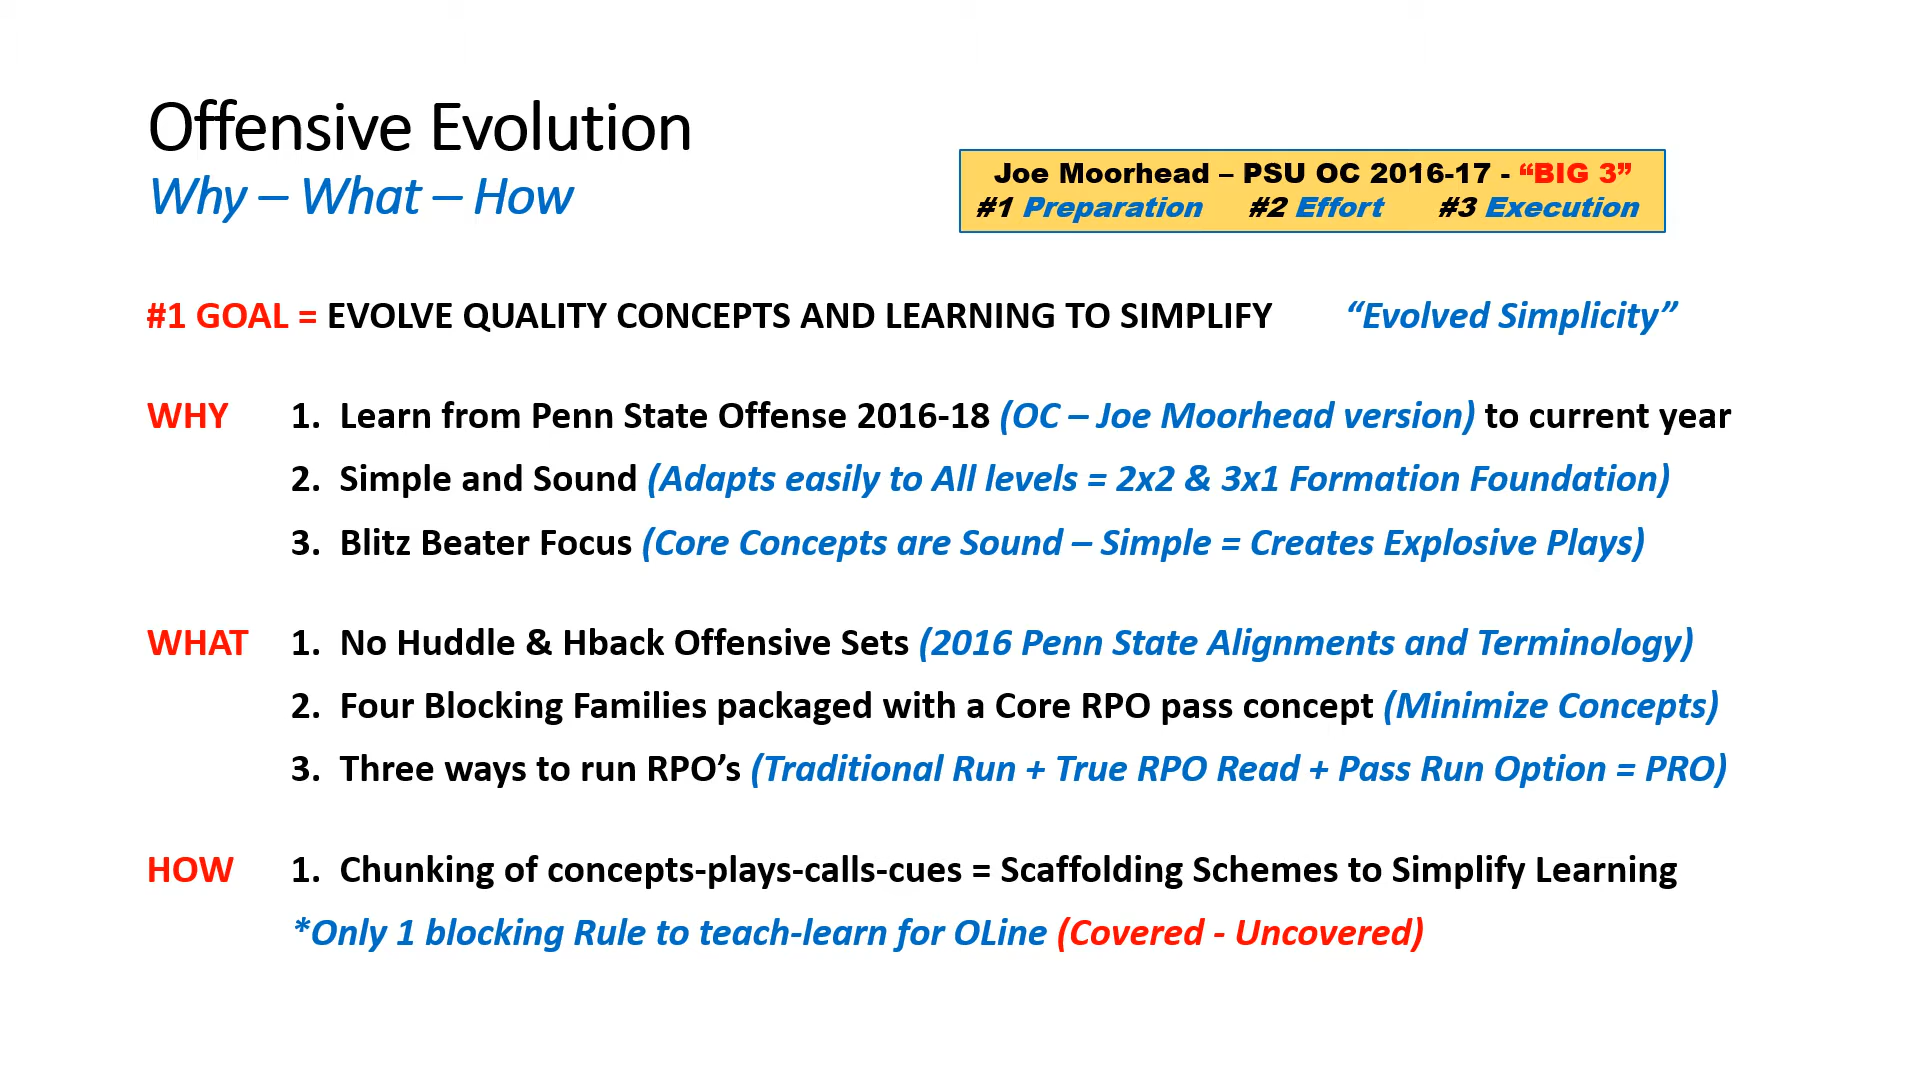 Offensive Evolution
Why – What – How
Joe Moorhead – PSU OC 2016-17 - “BIG 3”
#1 Preparation #2 Effort #3 Execution
#1 GOAL = EVOLVE QUALITY CONCEPTS AND LEARNING TO SIMPLIFY “Evolved Simplicity”
WHY 1. Learn from Penn State Offense 2016-18 (OC – Joe Moorhead version) to current year
2. Simple and Sound (Adapts easily to All levels = 2x2 & 3x1 Formation Foundation)
3. Blitz Beater Focus (Core Concepts are Sound – Simple = Creates Explosive Plays)
WHAT 1. No Huddle & Hback Offensive Sets (2016 Penn State Alignments and Terminology)
2. Four Blocking Families packaged with a Core RPO pass concept (Minimize Concepts)
3. Three ways to run RPO’s (Traditional Run + True RPO Read + Pass Run Option = PRO)
HOW 1. Chunking of concepts-plays-calls-cues = Scaffolding Schemes to Simplify Learning
*Only 1 blocking Rule to teach-learn for OLine (Covered - Uncovered)